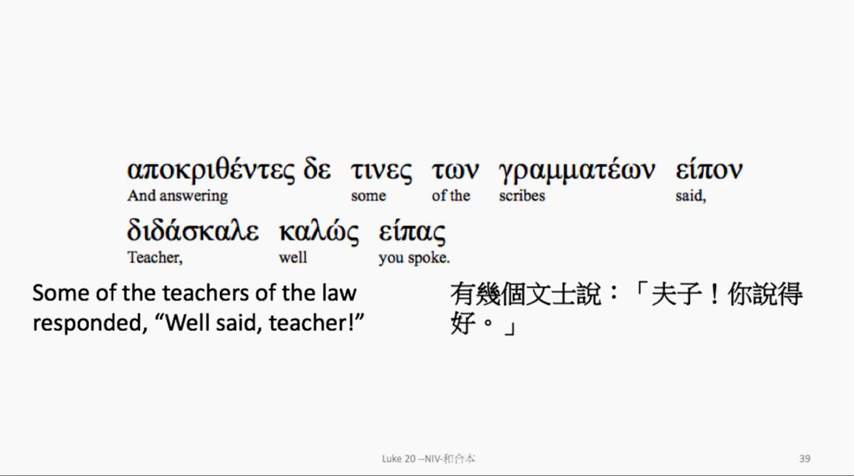 αποκριθέντες δε τινες των γραμματέων είπον
And answering some of the scribes said,
διδάσκαλε καλώς είπας
Teacher, well you spoke.
Some of the teachers of the law
responded, “Well said, teacher!”
有幾個文士說：「夫子！你說得
好。」
Luke 20 --NIV-和合本
39